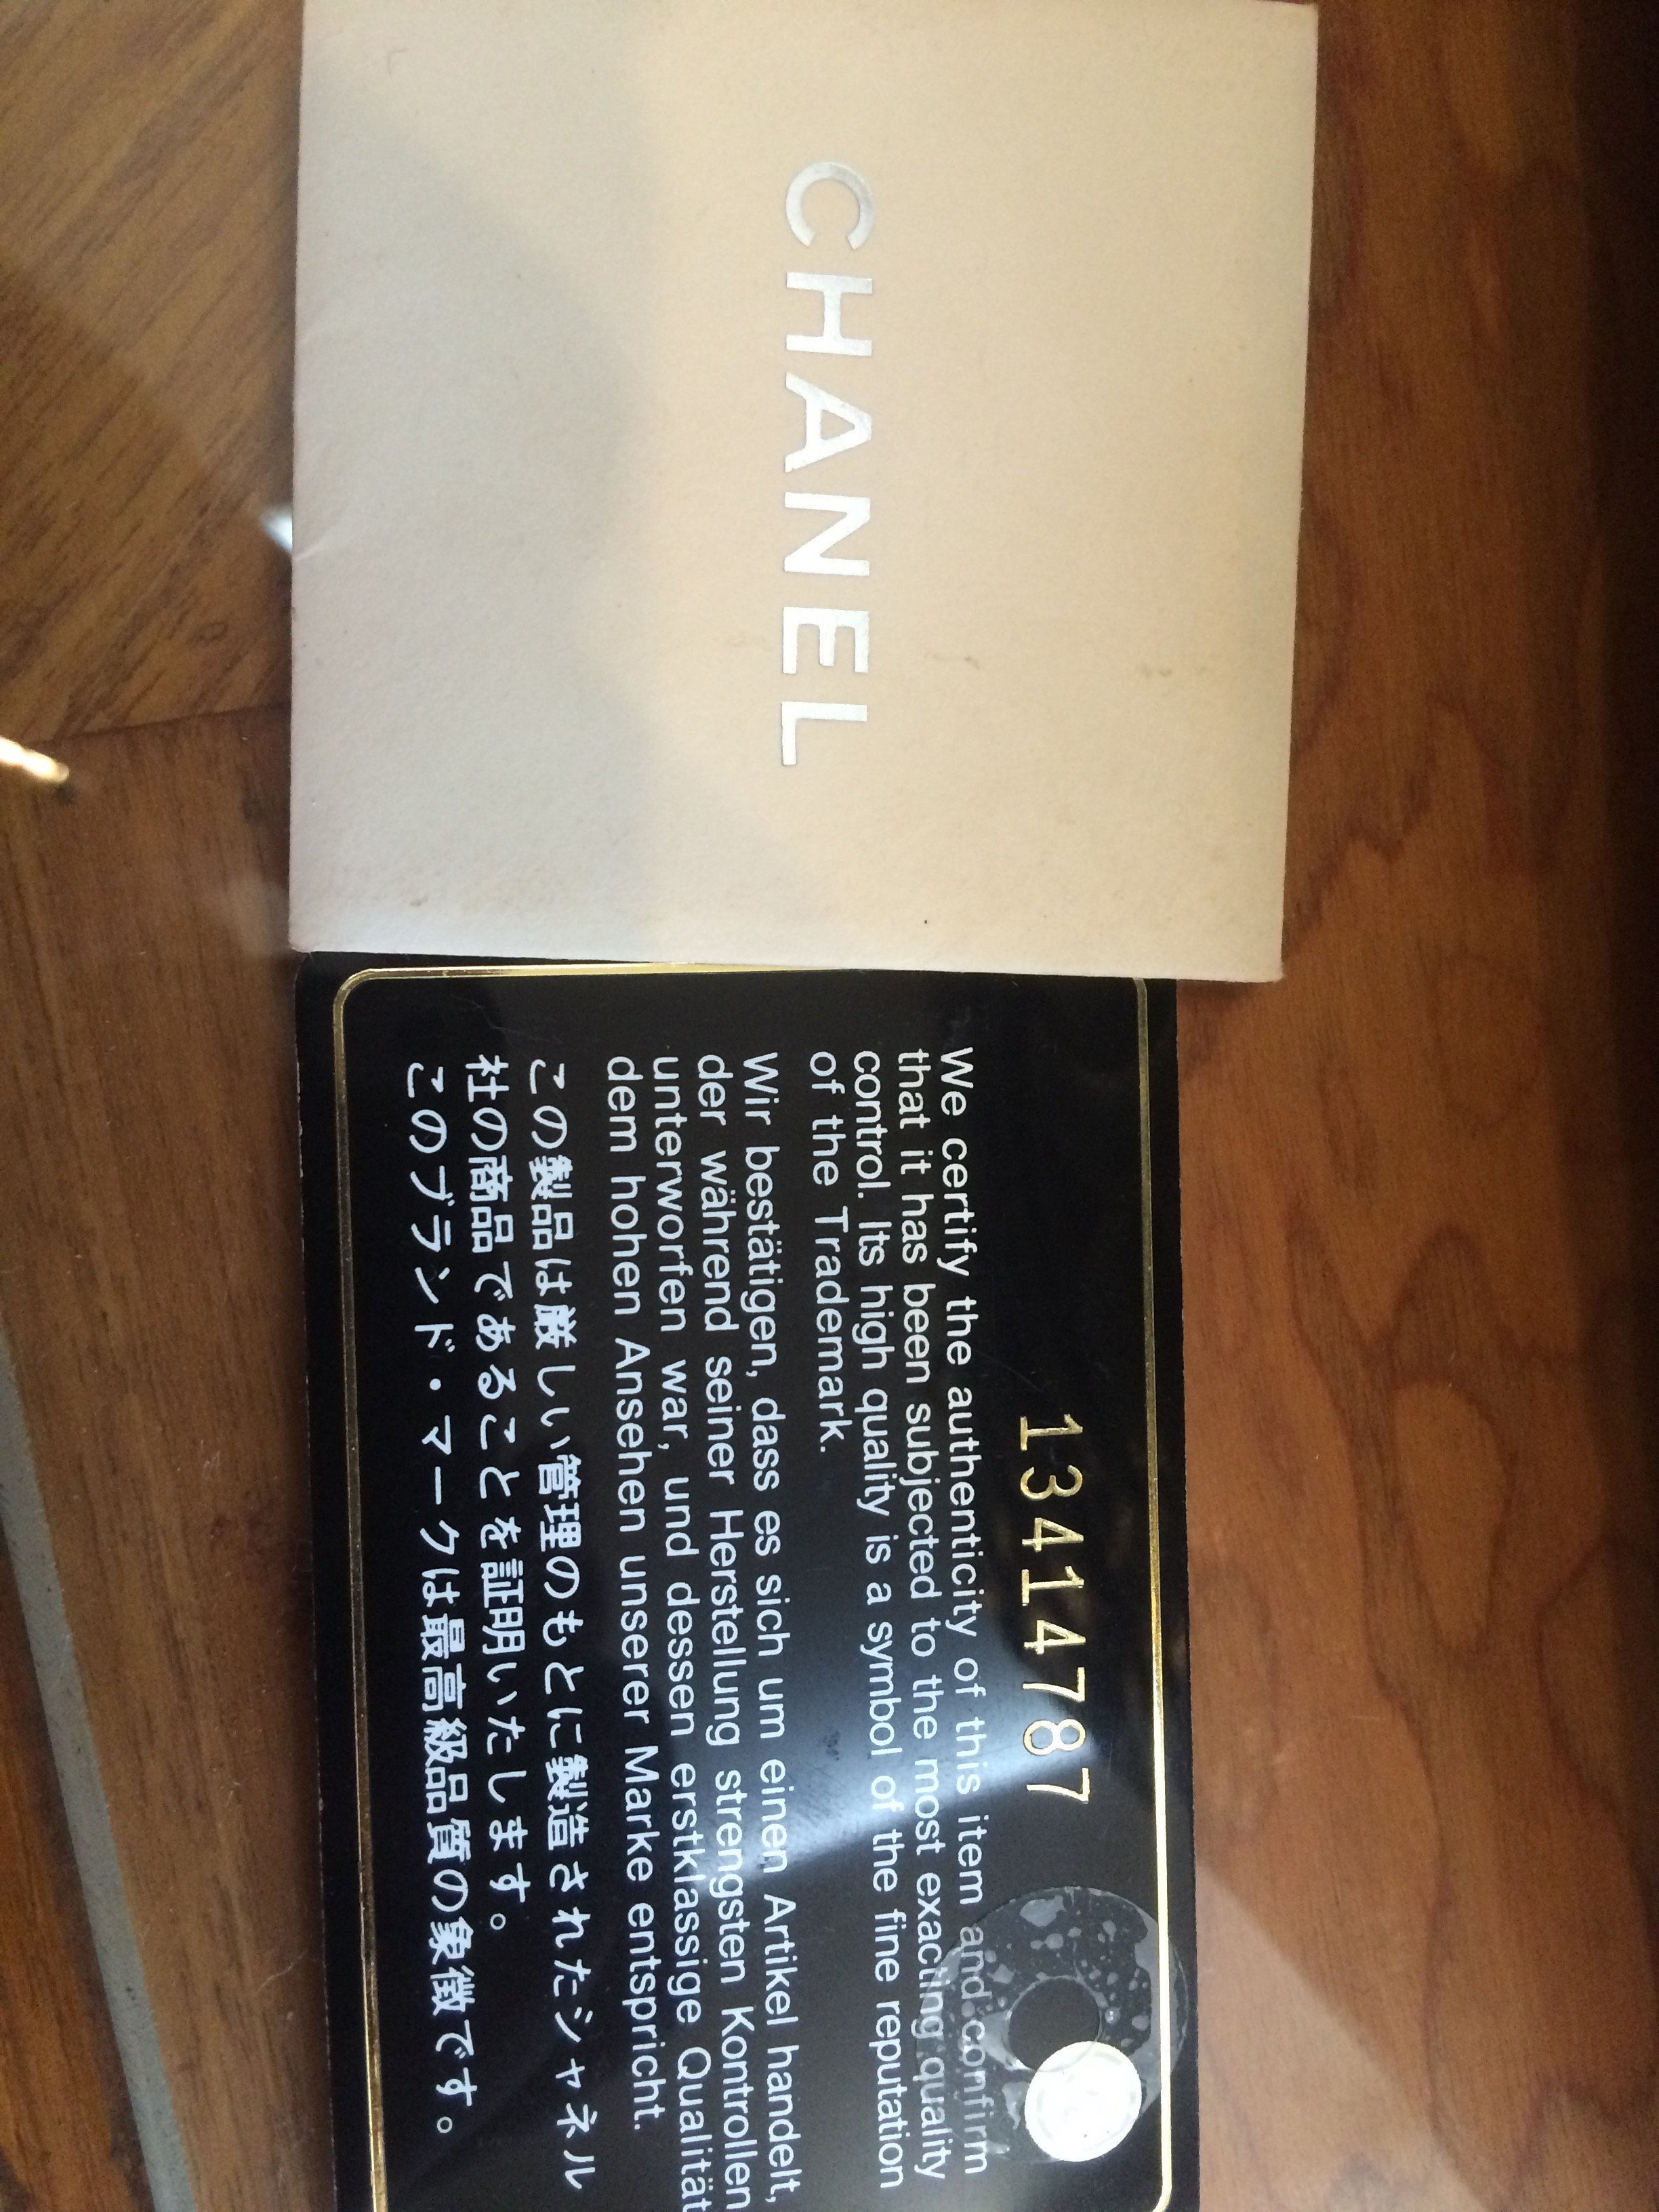 CHANEL
13414787
We certify the authenticity of this item and confirm
that it has been subjected to the most exacting quality
control. Its high quality is a symbol of the fine reputation
of the Trademark.
Wir bestätigen, dass es sich um einen Artikel handelt,
der während seiner Herstellung strengsten Kontrollen
unterworfen war, und dessen erstklassige Qualität
dem hohen Ansehen unserer Marke entspricht.
この製品は厳しい管理のもとに製造されたシャネル
社の商品であることを証明いたします。
このブランド・マークは最高級品質の象徴です。